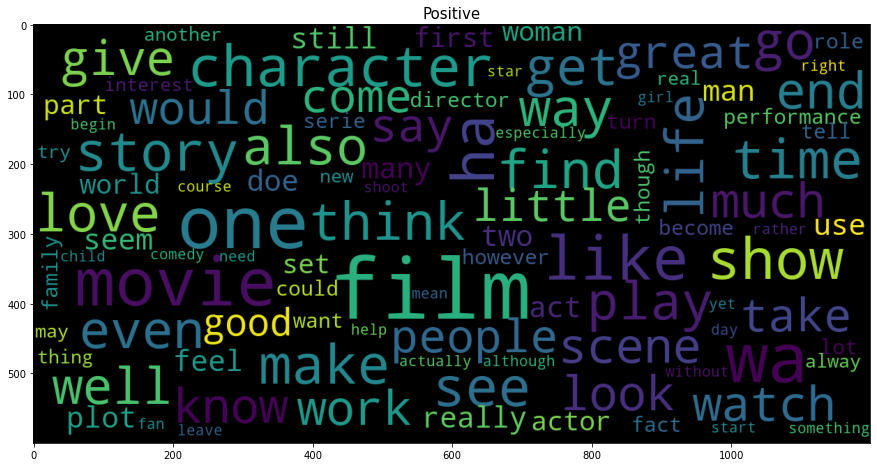 Positive
0
100
200
300
400
500
0
200
400
600
800
1000
another
still
first
woman
give
character
get
great
go
role
interest
star
real
right
part
would
come
director
way
girl
man
end
begin
serie
say
especially
turn
performance
try
story
also
many
ha
find
though
life
time
tell
world
course
doe
new
shoot
love
one
think
little
much
seem
two
become
rather
use
family
child
comedy
need
set
however
like
show
movie
could
film
mean
may
even
good
want
help
people
act
play
yet
day
take
thing
feel
make
actually
although
scene
without
lot
wa
alway
well
know
work
see
look
watch
plot
fan
leave
really
actor
fact
start
something